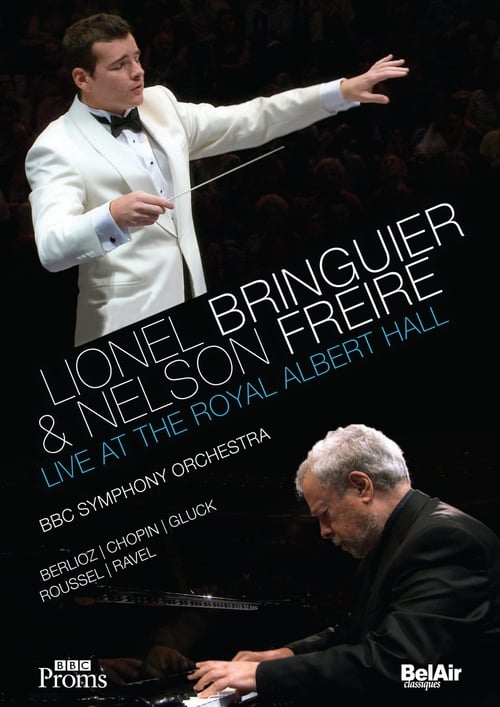 LIONEL BRINGUIER
& NELSON FREIRE
LIVE AT THE ROYAL ALBERT HALL
BBC SYMPHONY ORCHESTRA
BERLIOZ | CHOPIN | GLUCK
ROUSSEL | RAVEL
BBC
Proms
BelAir
classiques